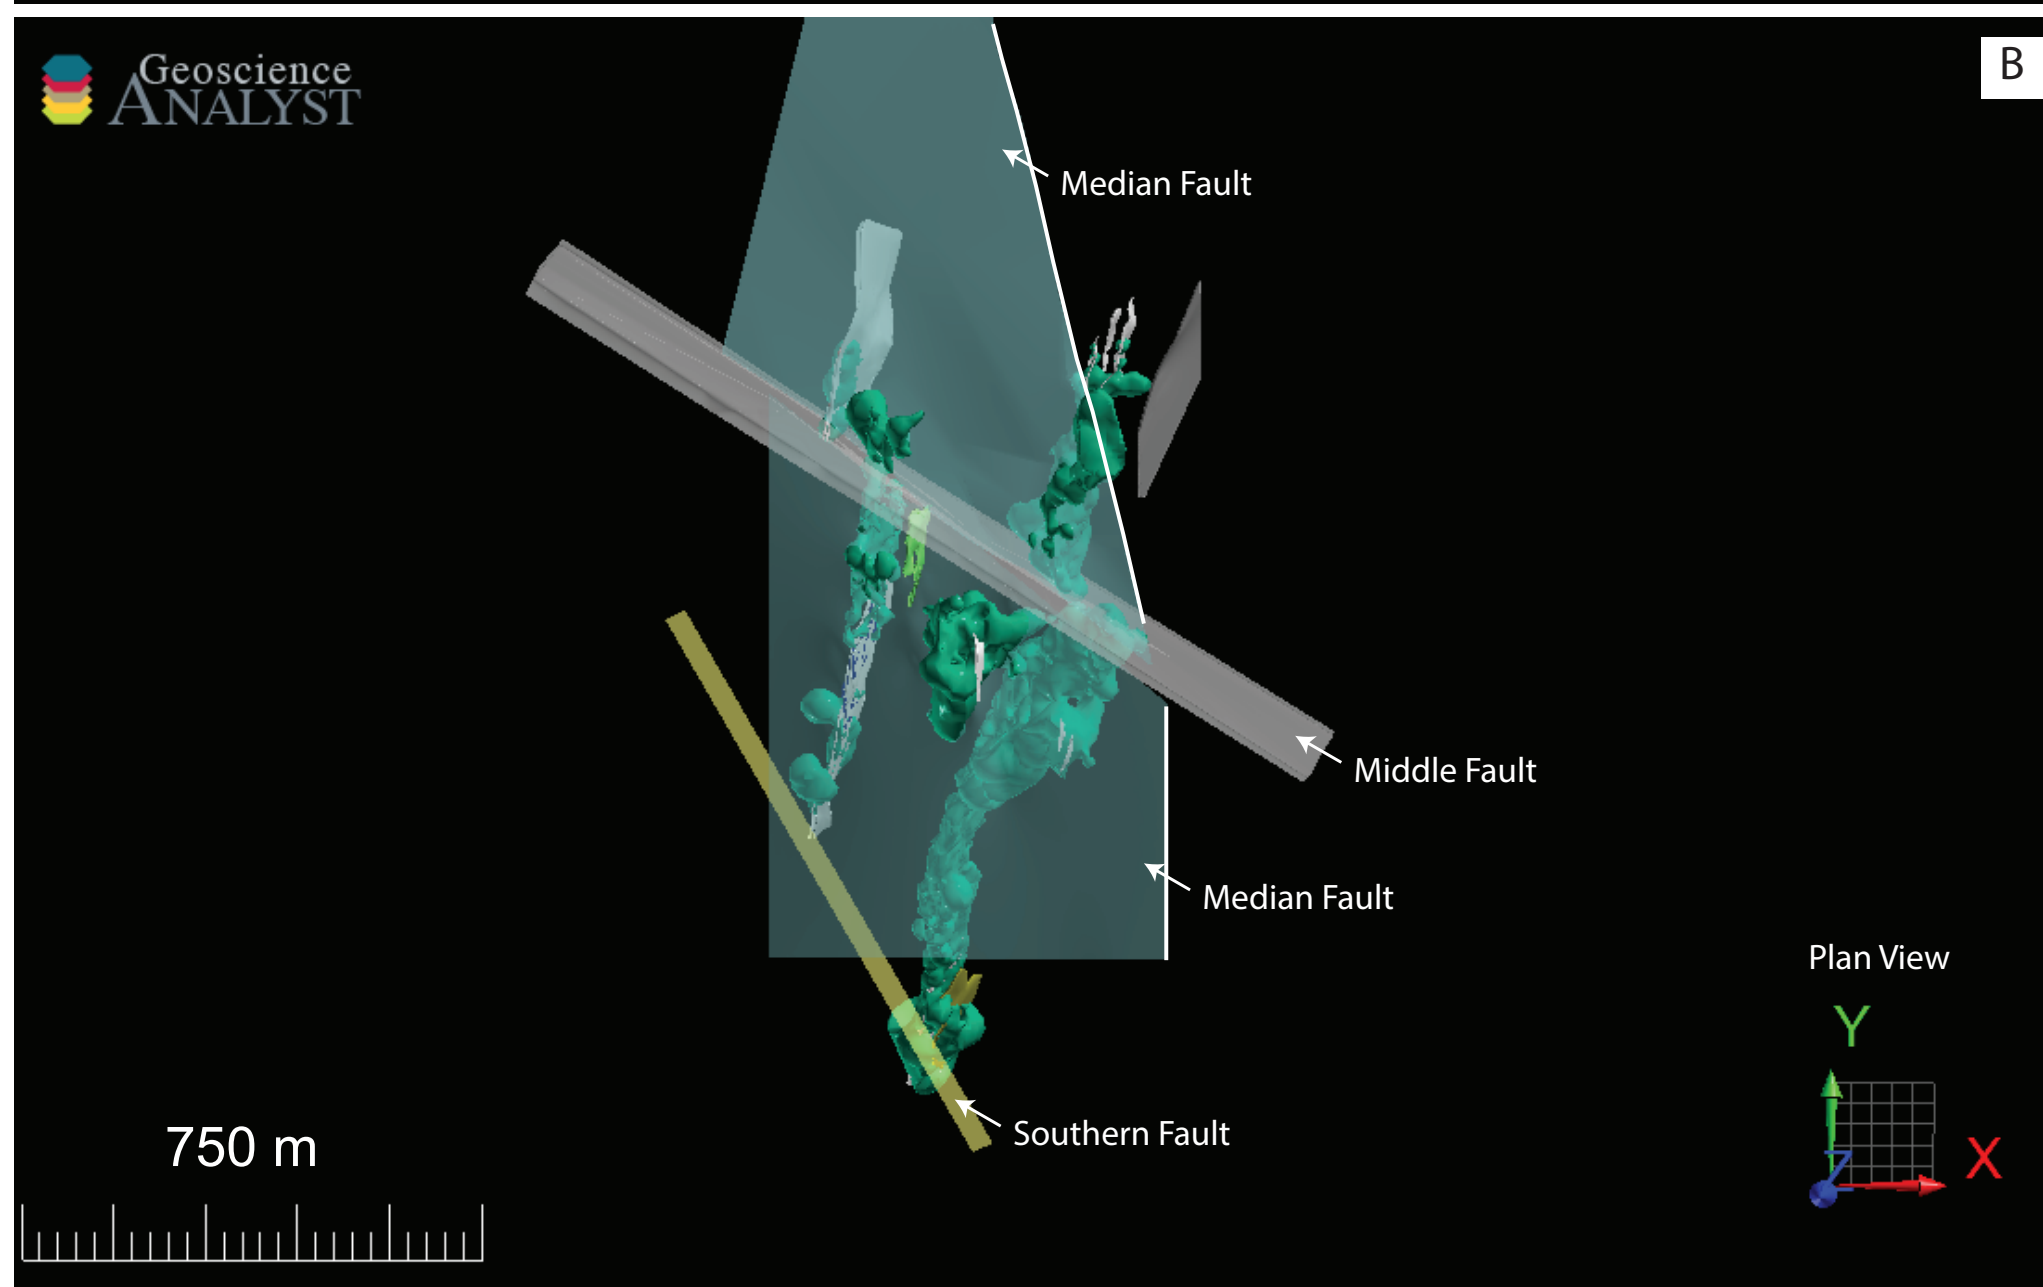 Geoscience
ANALYST
B
Median Fault
Middle Fault
Median Fault
Plan View
Y
Z
X
Southern Fault
750 m